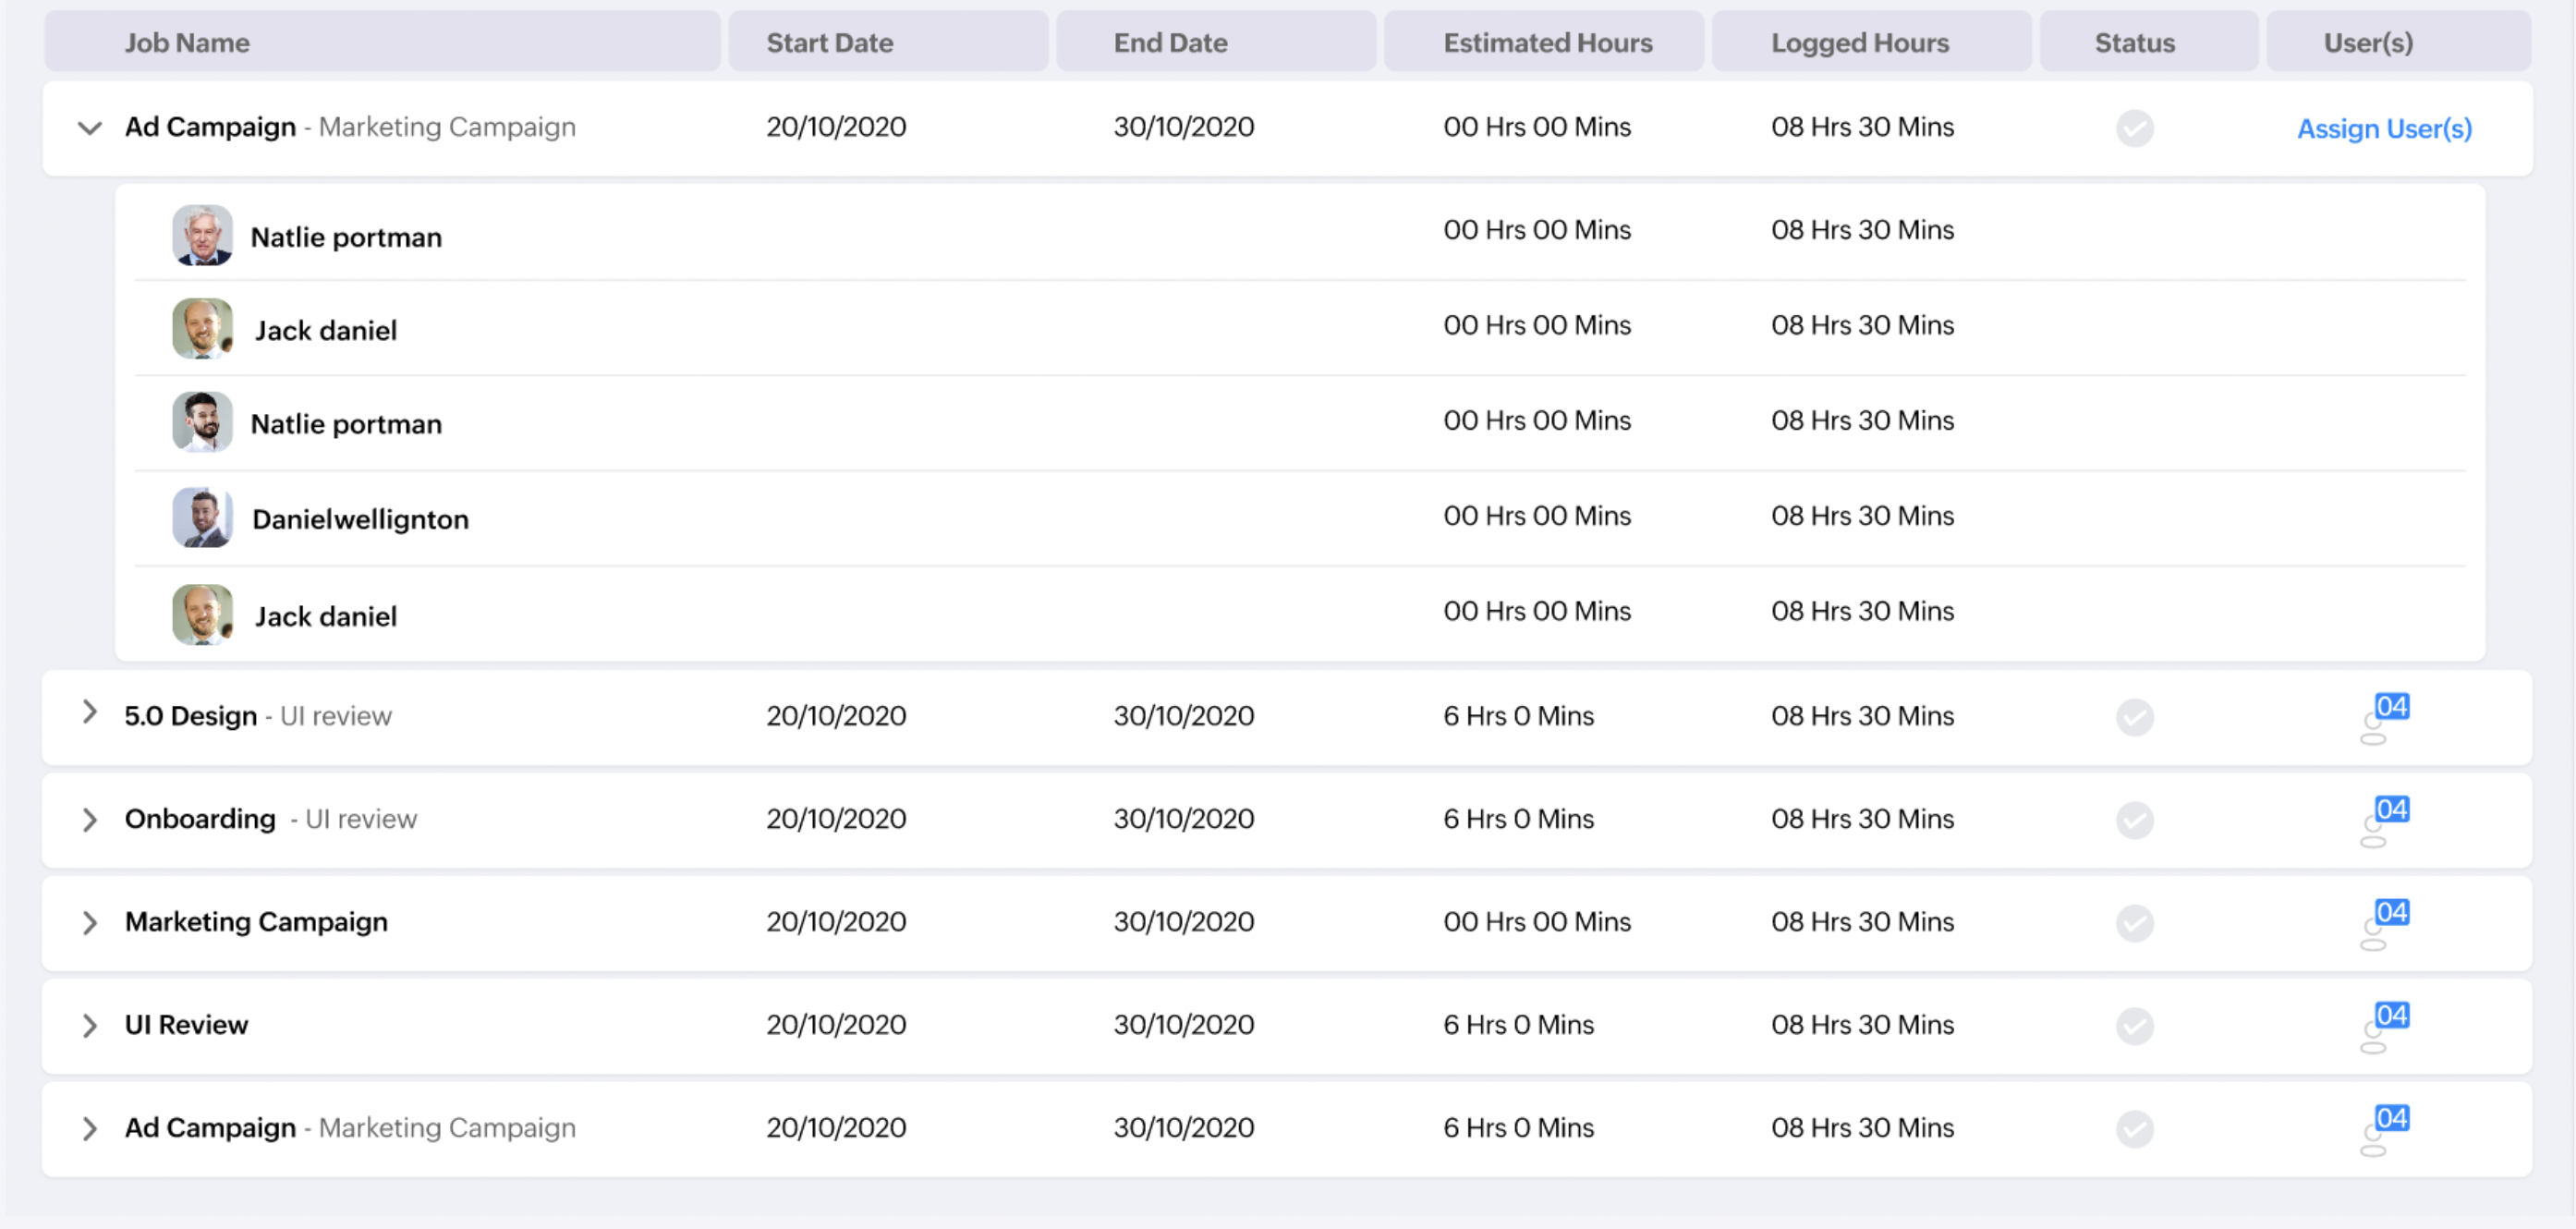 Job Name Start Date End Date Estimated Hours Logged Hours Status User(s)
Ad Campaign - Marketing Campaign 20/10/2020 30/10/2020 00 Hrs 00 Mins 08 Hrs 30 Mins Assign User(s)
Natlie portman 00 Hrs 00 Mins 08 Hrs 30 Mins
Jack daniel 00 Hrs 00 Mins 08 Hrs 30 Mins
Natlie portman 00 Hrs 00 Mins 08 Hrs 30 Mins
Danielwellignton 00 Hrs 00 Mins 08 Hrs 30 Mins
Jack daniel 00 Hrs 00 Mins 08 Hrs 30 Mins
5.0 Design - UI review 20/10/2020 30/10/2020 6 Hrs 0 Mins 08 Hrs 30 Mins 04
Onboarding - UI review 20/10/2020 30/10/2020 6 Hrs 0 Mins 08 Hrs 30 Mins 04
Marketing Campaign 20/10/2020 30/10/2020 00 Hrs 00 Mins 08 Hrs 30 Mins 04
UI Review 20/10/2020 30/10/2020 6 Hrs 0 Mins 08 Hrs 30 Mins 04
Ad Campaign - Marketing Campaign 20/10/2020 30/10/2020 6 Hrs 0 Mins 08 Hrs 30 Mins 04